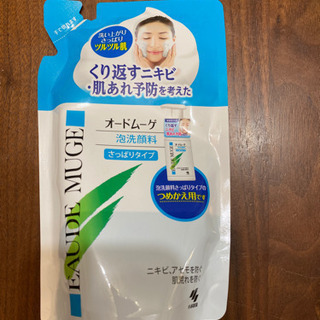 洗い上がり
さっぱり
ツルツル肌
くり返すニキビ
・肌あれ予防を考えた
オードムーゲ
泡洗顔料
さっぱりタイプ
EAUDE MUGE
泡洗顔料さっぱりタイプの
つめかえ用です
ニキビ、アセモを防ぐ
肌荒れを防ぐ